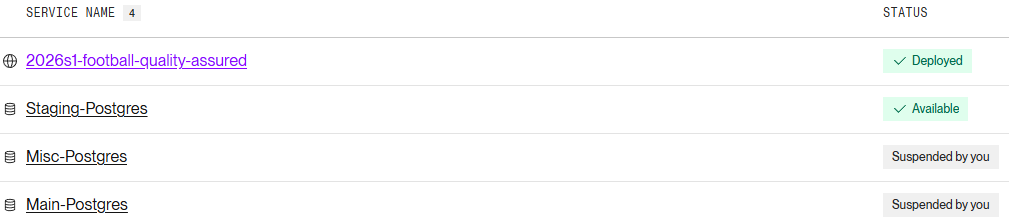 SERVICE NAME 4 STATUS
2026s1-football-quality-assured Deployed
Staging-Postgres Available
Misc-Postgres Suspended by you
Main-Postgres Suspended by you